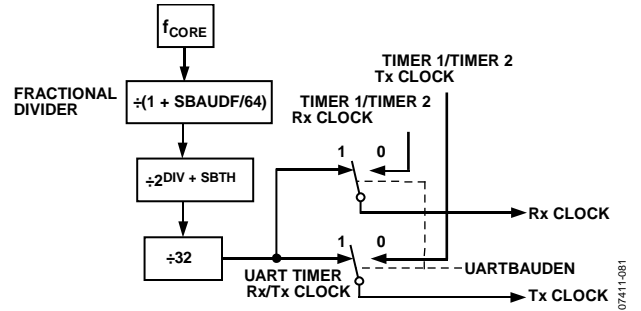 fCORE
TIMER 1/TIMER 2
Tx CLOCK
FRACTIONAL
DIVIDER
÷(1 + SBAUDF/64)
TIMER 1/TIMER 2
Rx CLOCK
1 0
÷2DIV + SBTH
Rx CLOCK
÷32
1 0
UART TIMER
Rx/Tx CLOCK
UARTBAUDEN
Tx CLOCK
07411-081